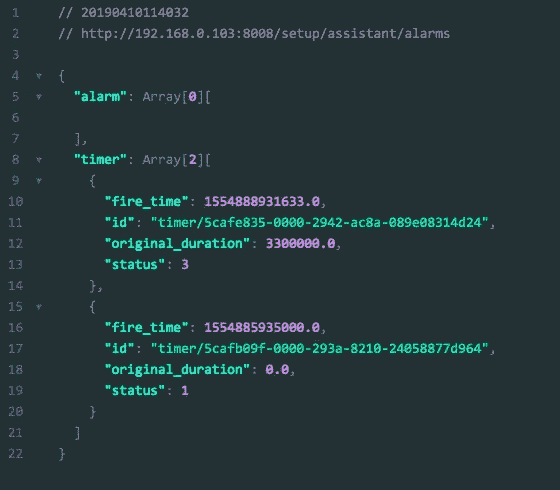 1 // 20190410114032
2 // http://192.168.0.103:8008/setup/assistant/alarms
3
4 {
5 "alarm": Array[0][
6
7 ],
8 "timer": Array[2][
9 {
10 "fire_time": 1554888931633.0,
11 "id": "timer/5cafe835-0000-2942-ac8a-089e08314d24",
12 "original_duration": 3300000.0,
13 "status": 3
14 },
15 {
16 "fire_time": 1554885935000.0,
17 "id": "timer/5cafb09f-0000-293a-8210-24058877d964",
18 "original_duration": 0.0,
19 "status": 1
20 }
21 ]
22 }